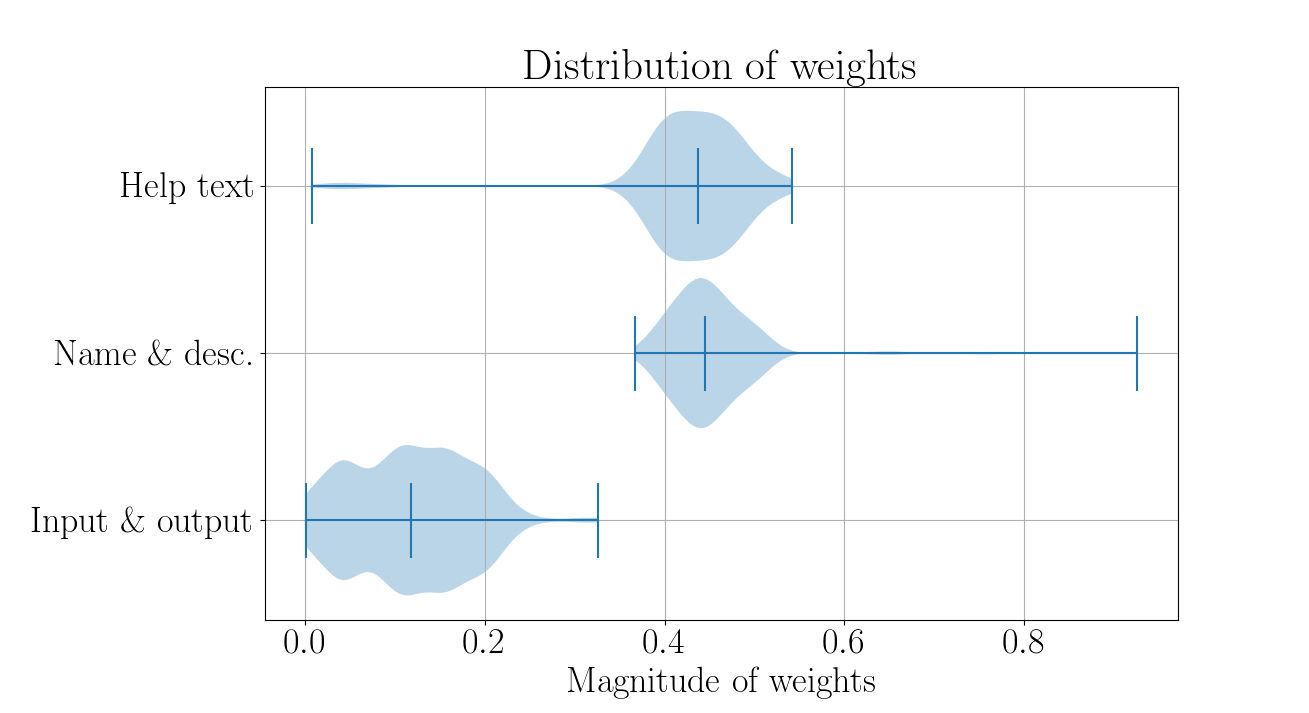 Distribution of weights
Help text
Name & desc.
Input & output
0.0 0.2 0.4 0.6 0.8
Magnitude of weights